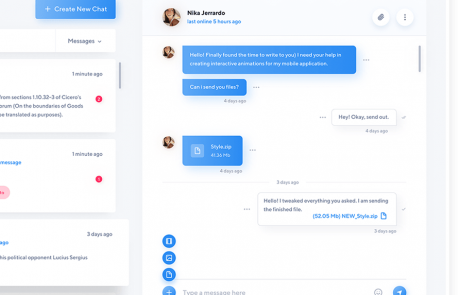 + Create New Chat
Messages
1 minute ago
from sections 1.10.32-3 of Cicero's
(On the boundaries of Goods
translated as purposes).
1 minute ago
message
3 days ago
ago
his political opponent Lucius Sergius
Nika Jerrardo
last online 5 hours ago
Hello! Finally found the time to write to you) I need your help in
creating interactive animations for my mobile application.
Can I send you files?
4 days ago
Hey! Okay, send out.
4 days ago
Style.zip
41.36 Mb
4 days ago
3 days ago
Hello! I tweaked everything you asked. I am sending
the finished file.
(52.05 Mb) NEW_Style.zip
3 days ago
Type a message here